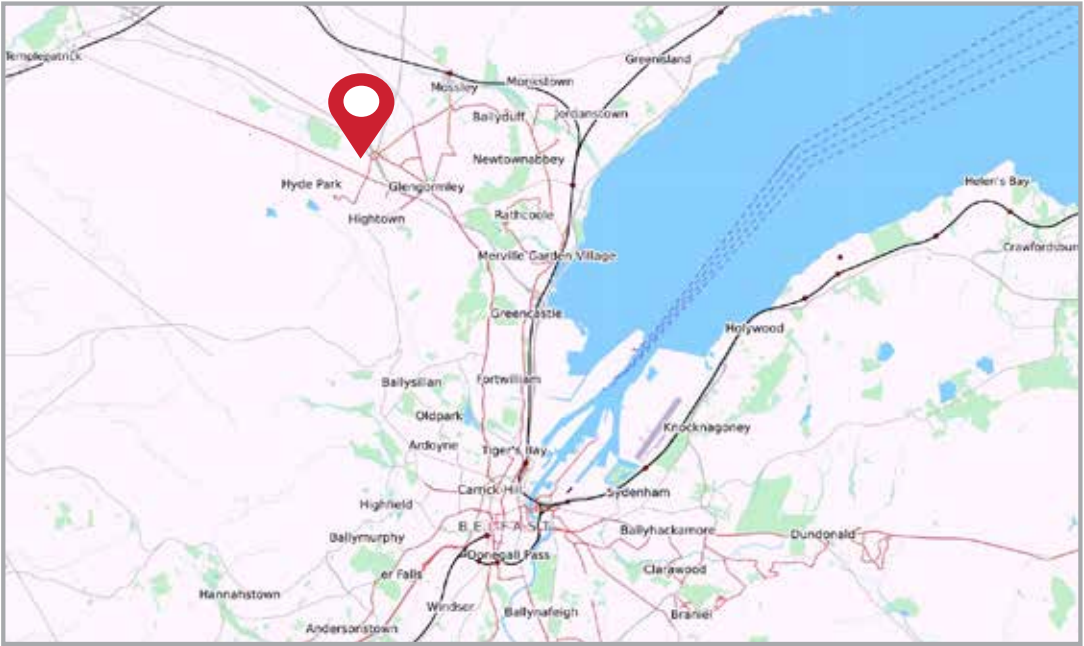 Templepatrick
Greenisland
Mossley
Monkstown
Ballyduff
Jordanstown
Newtownabbey
Hyde Park
Glengormley
Helen's Bay
Hightown
Rathcoole
Crawfordsburn
Merville Garden Village
Greencastle
Holywood
Ballysillan
Fortwilliam
Oldpark
Knocknagoney
Ardoyne
Tiger's Bay
Carrick Hill
Sydenham
Highfield
BELFAST
Ballyhackamore
Ballymurphy
Dundonald
Donegall Pass
er Falls
Clarawood
Hannahstown
Windsor
Ballynafeigh
Braniel
Andersonstown